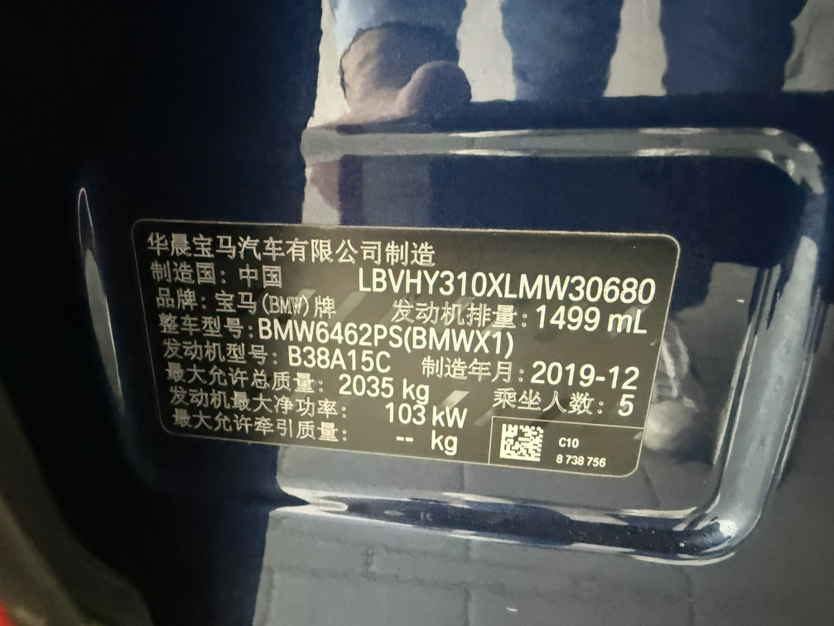 华晨宝马汽车有限公司制造
制造国: 中国 LBVHY310XLMW30680
品牌: 宝马(BMW)牌 发动机排量: 1499 mL
整车型号: BMW6462PS(BMWX1)
发动机型号: B38A15C 制造年月: 2019-12
最大允许总质量: 2035 kg 乘坐人数: 5
发动机最大净功率: 103 kW
最大允许牵引质量: -- kg
C10
8 738 756